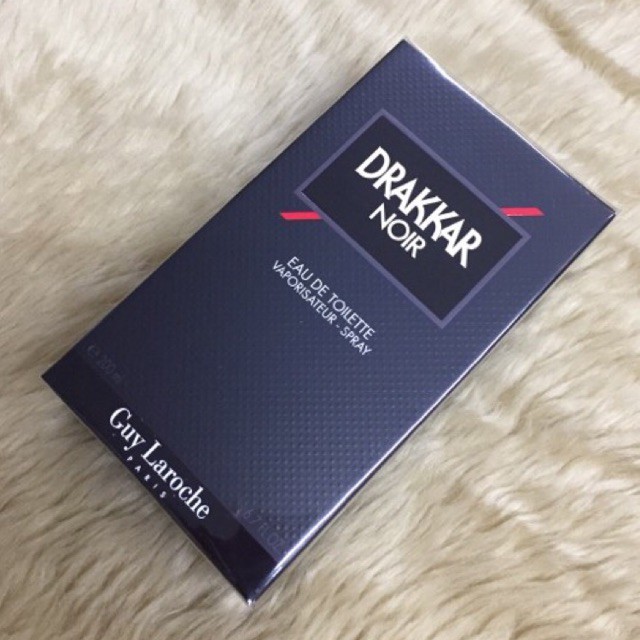 DRAKKAR
NOIR
EAU DE TOILETTE
VAPORISATEUR - SPRAY
Guy Laroche
PARIS